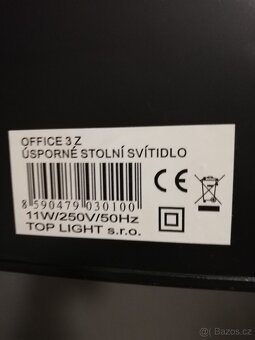 OFFICE 3 Z
ÚSPORNÉ STOLNÍ SVÍTIDLO
CE
8 590479 030100
11W/250V/50Hz
TOP LIGHT s.r.o.
Bazoš.cz